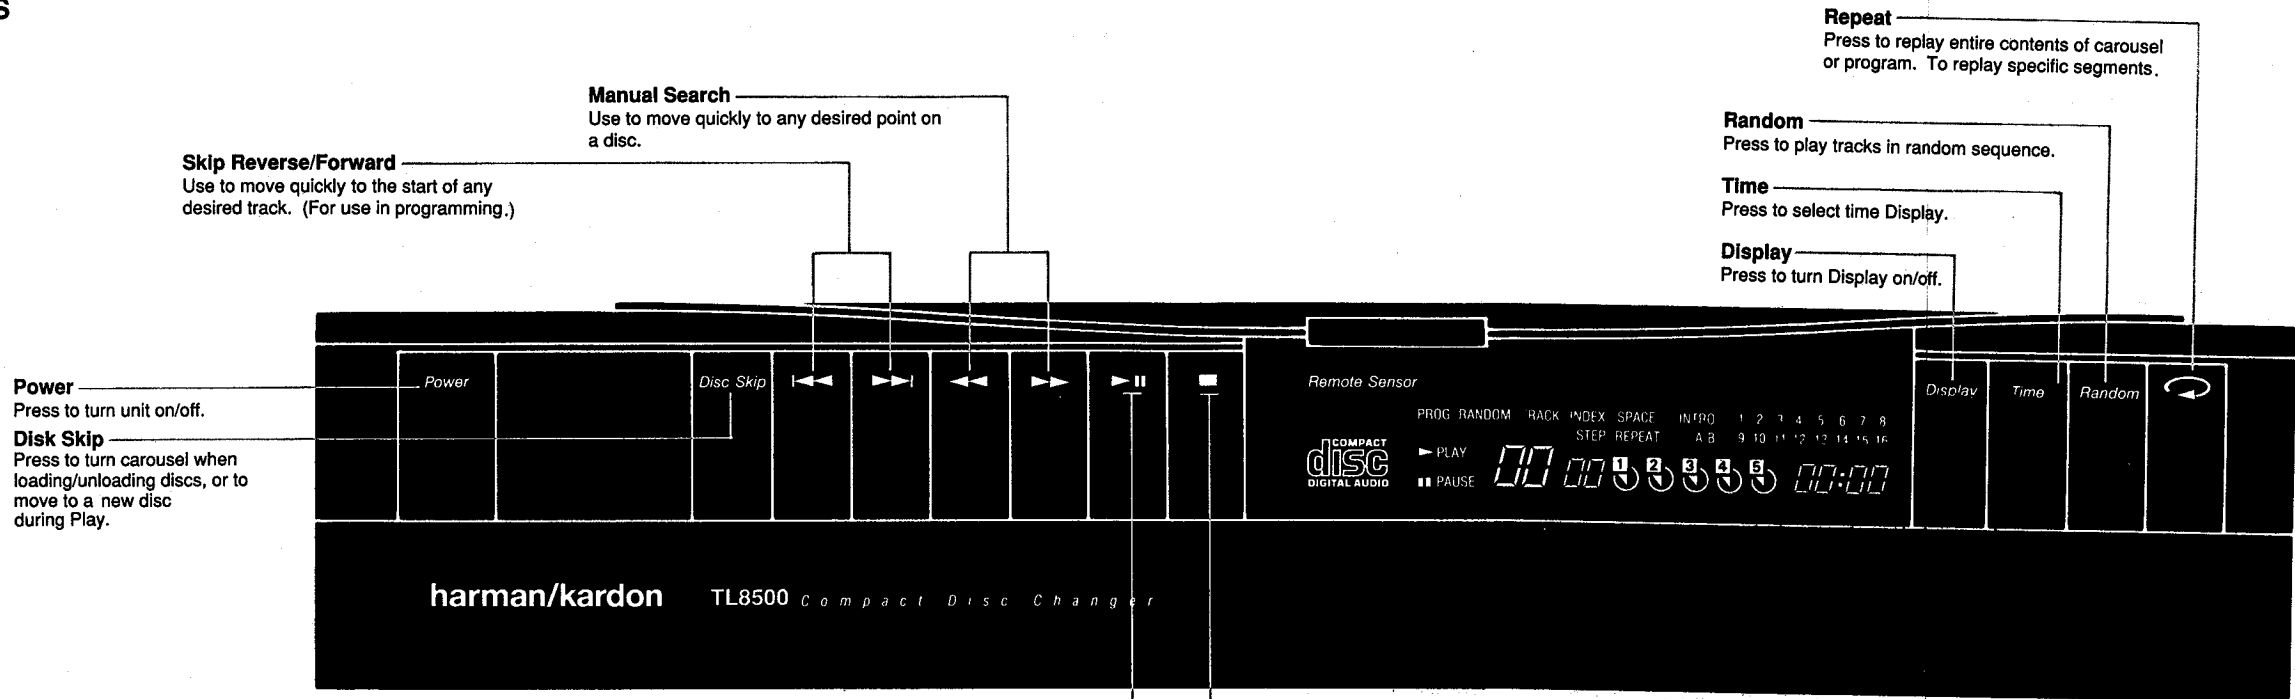 s
Repeat
Press to replay entire contents of carousel
or program. To replay specific segments.
Manual Search
Use to move quickly to any desired point on
a disc.
Random
Press to play tracks in random sequence.
Skip Reverse/Forward
Use to move quickly to the start of any
desired track. (For use in programming.)
Time
Press to select time Display.
Display
Press to turn Display on/off.
Power
Press to turn unit on/off.
Disk Skip
Press to turn carousel when
loading/unloading discs, or to
move to a new disc
during Play.
Power
Disc Skip
Remote Sensor
Display
Time
Random
PROG RANDOM TRACK INDEX SPACE INTRO 1 2 3 4 5 6 7 8
STEP REPEAT A B 9 10 11 12 13 14 15 16
COMPACT
disc
DIGITAL AUDIO
PLAY
PAUSE
00 00 1 2 3 4 5 00:00
harman/kardon TL8500 Compact Disc Changer